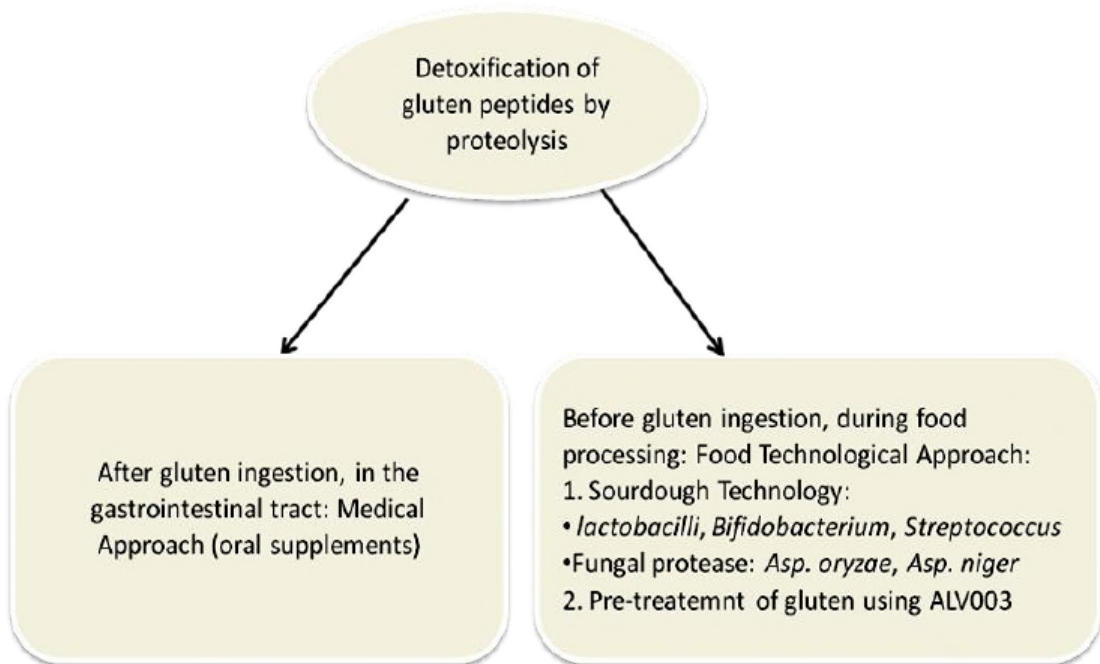 Detoxification of
gluten peptides by
proteolysis
After gluten ingestion, in the
gastrointestinal tract: Medical
Approach (oral supplements)
Before gluten ingestion, during food
processing: Food Technological Approach:
1. Sourdough Technology:
•lactobacilli, Bifidobacterium, Streptococcus
•Fungal protease: Asp. oryzae, Asp. niger
2. Pre-treatemnt of gluten using ALV003